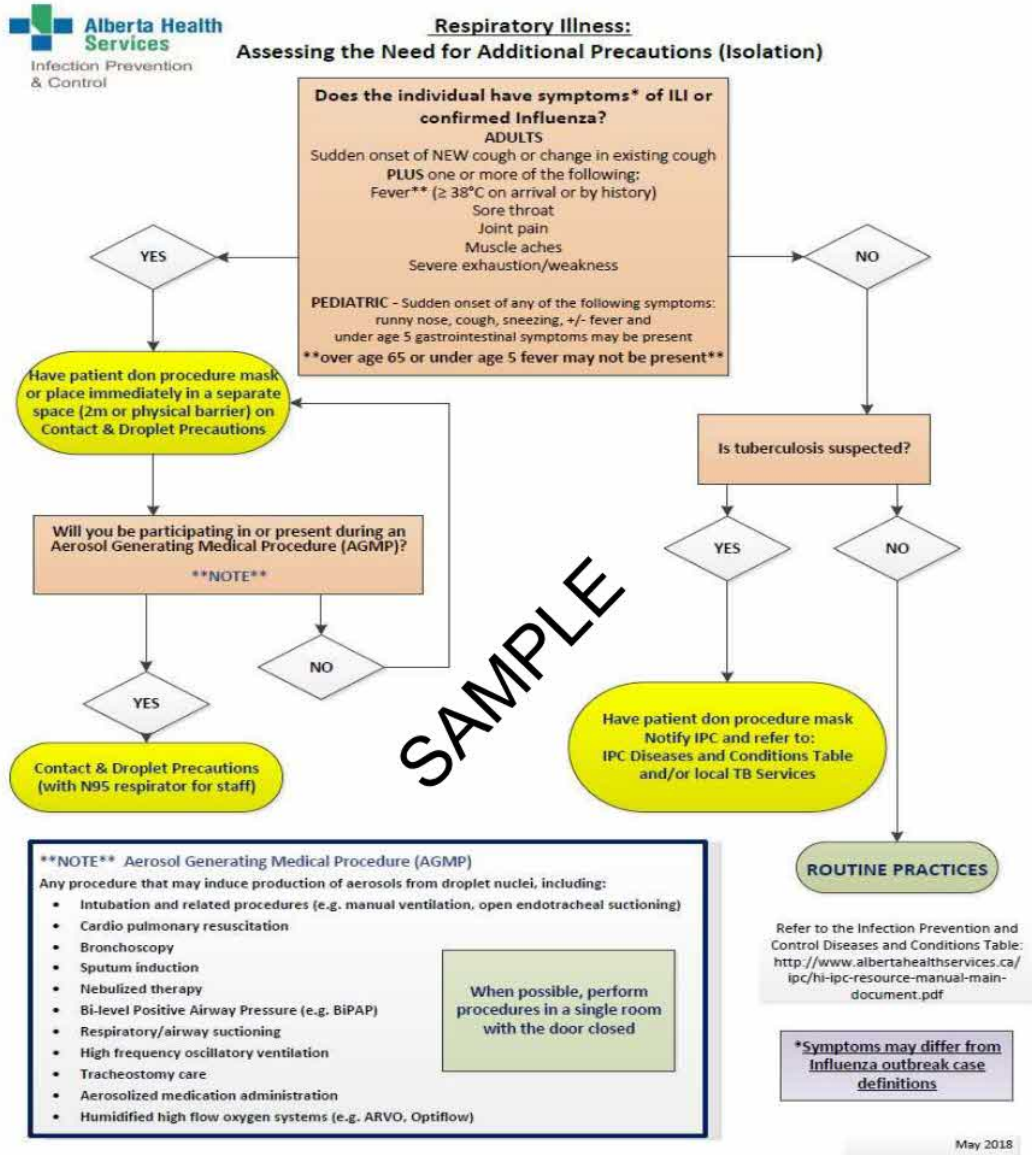 Alberta Health
Services
Infection Prevention
& Control
Respiratory Illness:
Assessing the Need for Additional Precautions (Isolation)
Does the individual have symptoms* of ILI or
confirmed Influenza?
ADULTS
Sudden onset of NEW cough or change in existing cough
PLUS one or more of the following:
Fever** (≥ 38°C on arrival or by history)
Sore throat
Joint pain
Muscle aches
Severe exhaustion/weakness
PEDIATRIC - Sudden onset of any of the following symptoms:
runny nose, cough, sneezing, +/- fever and
under age 5 gastrointestinal symptoms may be present
**over age 65 or under age 5 fever may not be present**
YES
NO
Have patient don procedure mask
or place immediately in a separate
space (2m or physical barrier) on
Contact & Droplet Precautions
Is tuberculosis suspected?
Will you be participating in or present during an
Aerosol Generating Medical Procedure (AGMP)?
**NOTE**
YES
NO
NO
YES
SAMPLE
Have patient don procedure mask
Notify IPC and refer to:
IPC Diseases and Conditions Table
and/or local TB Services
Contact & Droplet Precautions
(with N95 respirator for staff)
**NOTE** Aerosol Generating Medical Procedure (AGMP)
Any procedure that may induce production of aerosols from droplet nuclei, including:
• Intubation and related procedures (e.g. manual ventilation, open endotracheal suctioning)
• Cardio pulmonary resuscitation
• Bronchoscopy
• Sputum induction
• Nebulized therapy
• Bi-level Positive Airway Pressure (e.g. BiPAP)
• Respiratory/airway suctioning
• High frequency oscillatory ventilation
• Tracheostomy care
• Aerosolized medication administration
• Humidified high flow oxygen systems (e.g. ARVO, Optiflow)
When possible, perform
procedures in a single room
with the door closed
ROUTINE PRACTICES
Refer to the Infection Prevention and
Control Diseases and Conditions Table:
http://www.albertahealthservices.ca/
ipc/hi-ipc-resource-manual-main-
document.pdf
*Symptoms may differ from
Influenza outbreak case
definitions
May 2018